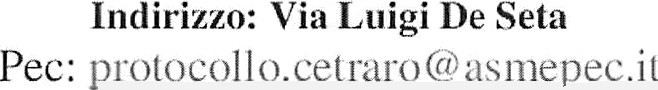 Indirizzo: Via Luigi De Seta
Pec: protocollo.cetraro@asmepec.it